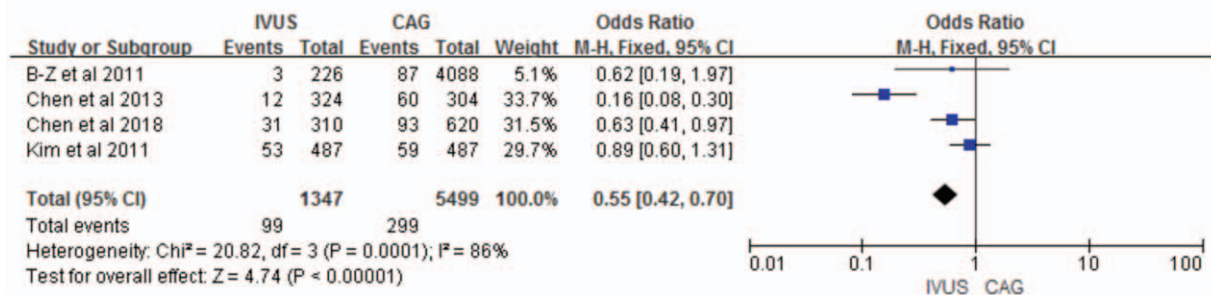 IVUS CAG Odds Ratio Odds Ratio
Study or Subgroup Events Total Events Total Weight M-H, Fixed, 95% CI M-H, Fixed, 95% CI
B-Z et al 2011 3 226 87 4088 5.1% 0.62 [0.19, 1.97]
Chen et al 2013 12 324 60 304 33.7% 0.16 [0.08, 0.30]
Chen et al 2018 31 310 93 620 31.5% 0.63 [0.41, 0.97]
Kim et al 2011 53 487 59 487 29.7% 0.89 [0.60, 1.31]
Total (95% CI) 1347 5499 100.0% 0.55 [0.42, 0.70]
Total events 99 299
Heterogeneity: Chi² = 20.82, df = 3 (P = 0.0001); I² = 86%
Test for overall effect: Z = 4.74 (P < 0.00001)
0.01 0.1 1 10 100
IVUS CAG